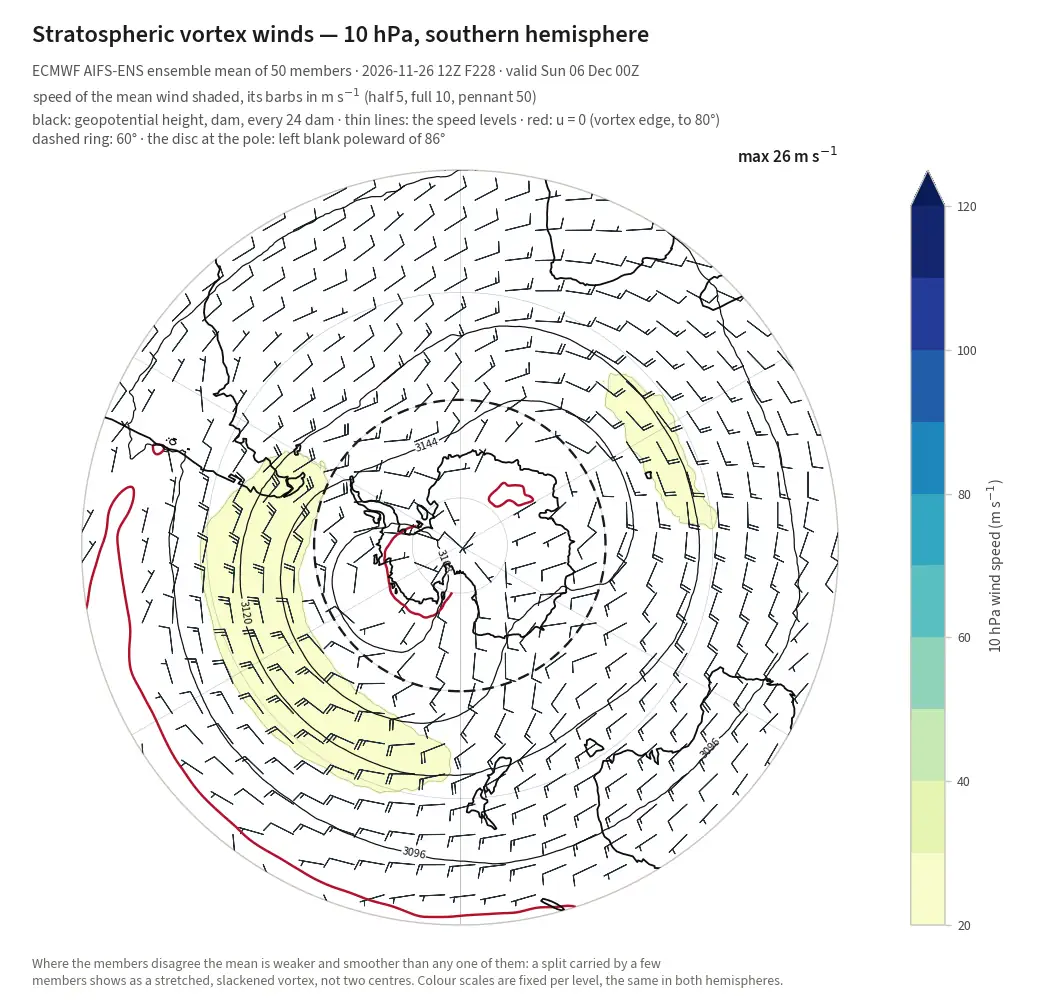 Stratospheric vortex winds — 10 hPa, southern hemisphere
ECMWF AIFS-ENS ensemble mean of 50 members · 2026-11-26 12Z F228 · valid Sun 06 Dec 00Z
speed of the mean wind shaded, its barbs in m s⁻¹ (half 5, full 10, pennant 50)
black: geopotential height, dam, every 24 dam · thin lines: the speed levels · red: u = 0 (vortex edge, to 80°)
dashed ring: 60° · the disc at the pole: left blank poleward of 86°
max 26 m s⁻¹
120
100
80
60
40
20
10 hPa wind speed (m s⁻¹)
3144
3120
3096
3096
Where the members disagree the mean is weaker and smoother than any one of them: a split carried by a few
members shows as a stretched, slackened vortex, not two centres. Colour scales are fixed per level, the same in both hemispheres.